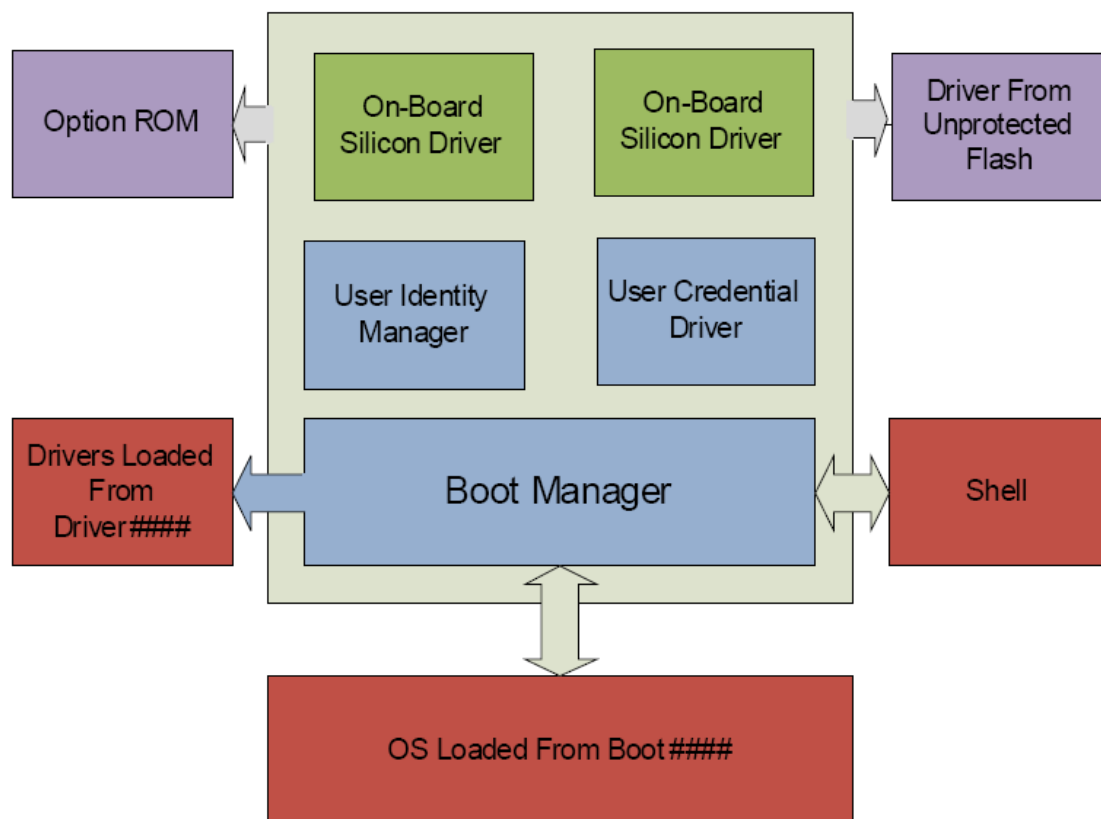 Option ROM
On-Board
Silicon Driver
On-Board
Silicon Driver
Driver From
Unprotected
Flash
User Identity
Manager
User Credential
Driver
Drivers Loaded
From
Driver ####
Boot Manager
Shell
OS Loaded From Boot ####